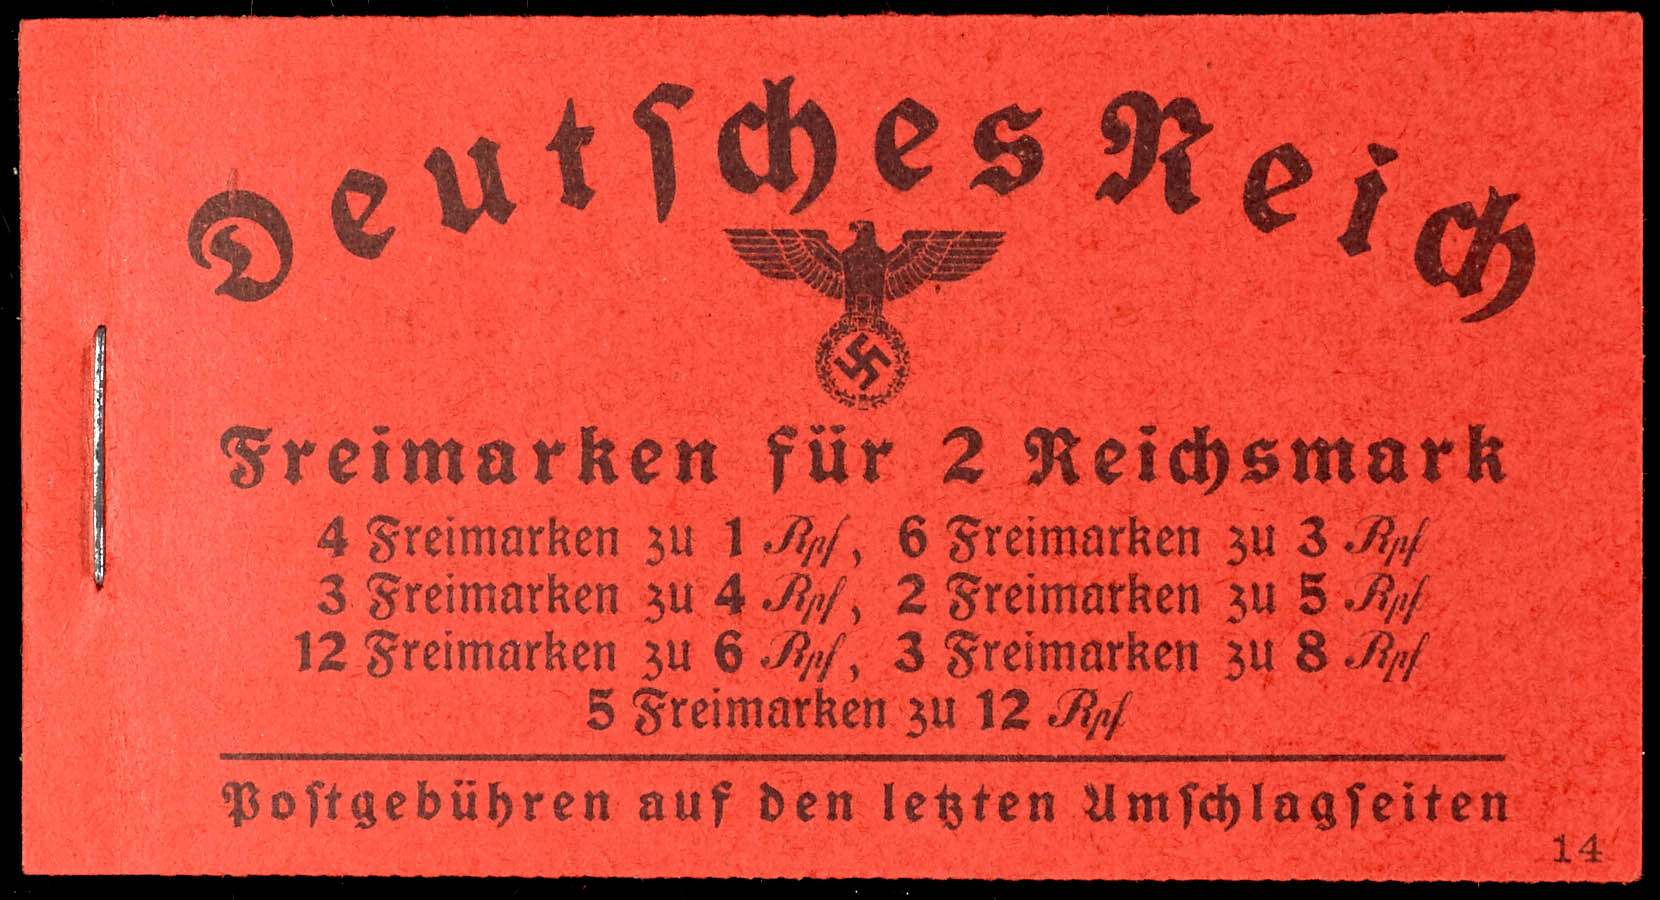 Deutſches Reich
Freimarken für 2 Reichsmark
4 Freimarken zu 1 Rpf, 6 Freimarken zu 3 Rpf
3 Freimarken zu 4 Rpf, 2 Freimarken zu 5 Rpf
12 Freimarken zu 6 Rpf, 3 Freimarken zu 8 Rpf
5 Freimarken zu 12 Rpf
Poſtgebühren auf den letzten Umſchlagſeiten
14